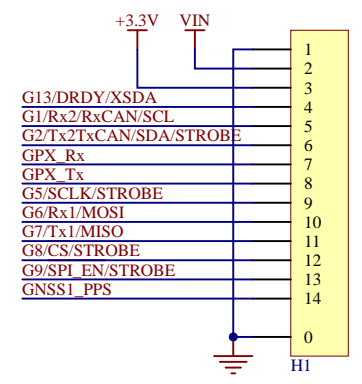 +3.3V VIN
1
2
3
G13/DRDY/XSDA 4
G1/Rx2/RxCAN/SCL 5
G2/Tx2TxCAN/SDA/STROBE 6
GPX_Rx 7
GPX_Tx 8
G5/SCLK/STROBE 9
G6/Rx1/MOSI 10
G7/Tx1/MISO 11
G8/CS/STROBE 12
G9/SPI_EN/STROBE 13
GNSS1_PPS 14
0
H1